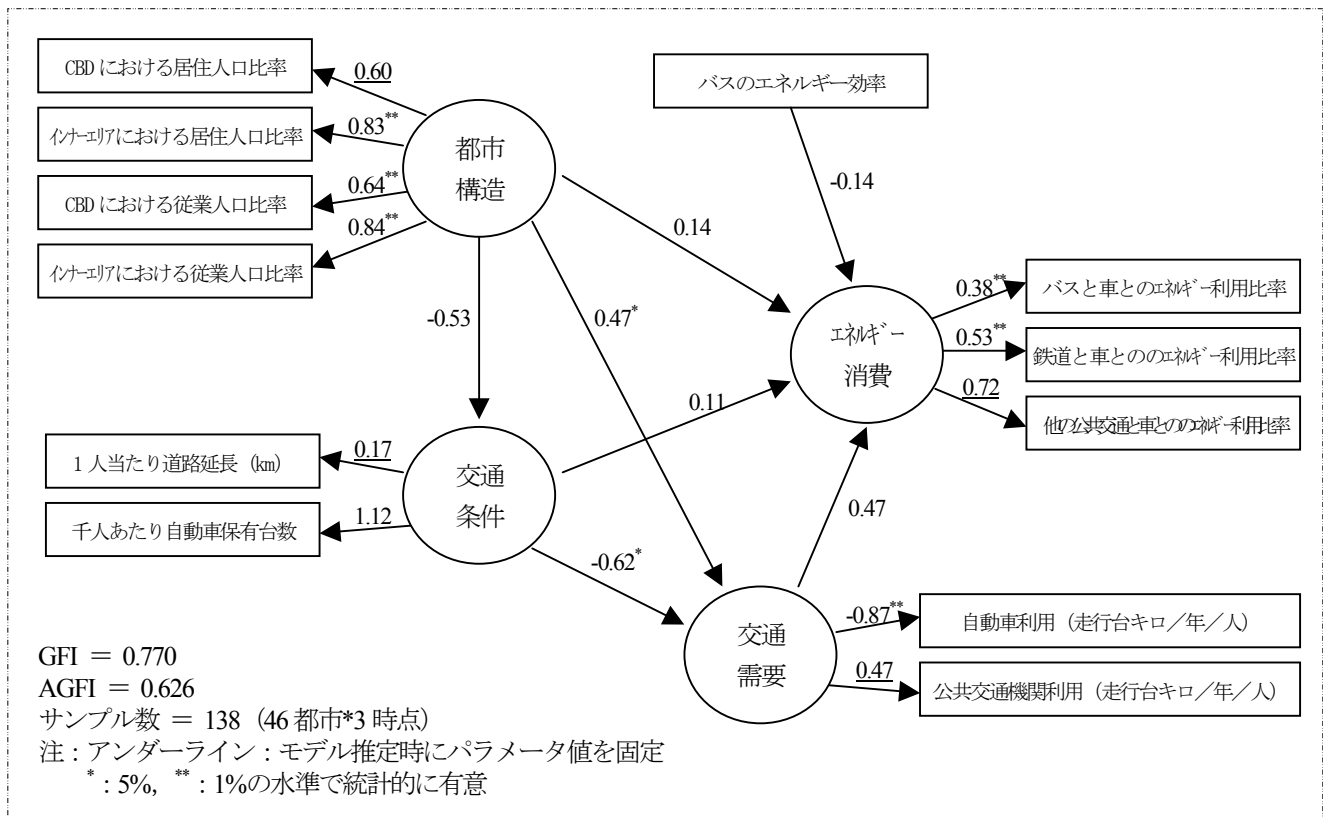 CBD における居住人口比率
0.60
インナーエリアにおける居住人口比率
0.83**
CBD における従業人口比率
0.64**
インナーエリアにおける従業人口比率
0.84**
都市
構造
バスのエネルギー効率
-0.14
0.14
-0.53
0.47*
エネルギー
消費
0.38**
バスと車とのエネルギー利用比率
0.53**
鉄道と車とののエネルギー利用比率
0.72
他の公共交通と車とののエネルギー利用比率
0.11
1 人当たり道路延長 (km)
0.17
千人あたり自動車保有台数
1.12
交通
条件
0.47
-0.62*
交通
需要
-0.87**
自動車利用 (走行台キロ/年/人)
0.47
公共交通機関利用 (走行台キロ/年/人)
GFI = 0.770
AGFI = 0.626
サンプル数 = 138 (46 都市*3 時点)
注:アンダーライン:モデル推定時にパラメータ値を固定
*:5%, **:1%の水準で統計的に有意